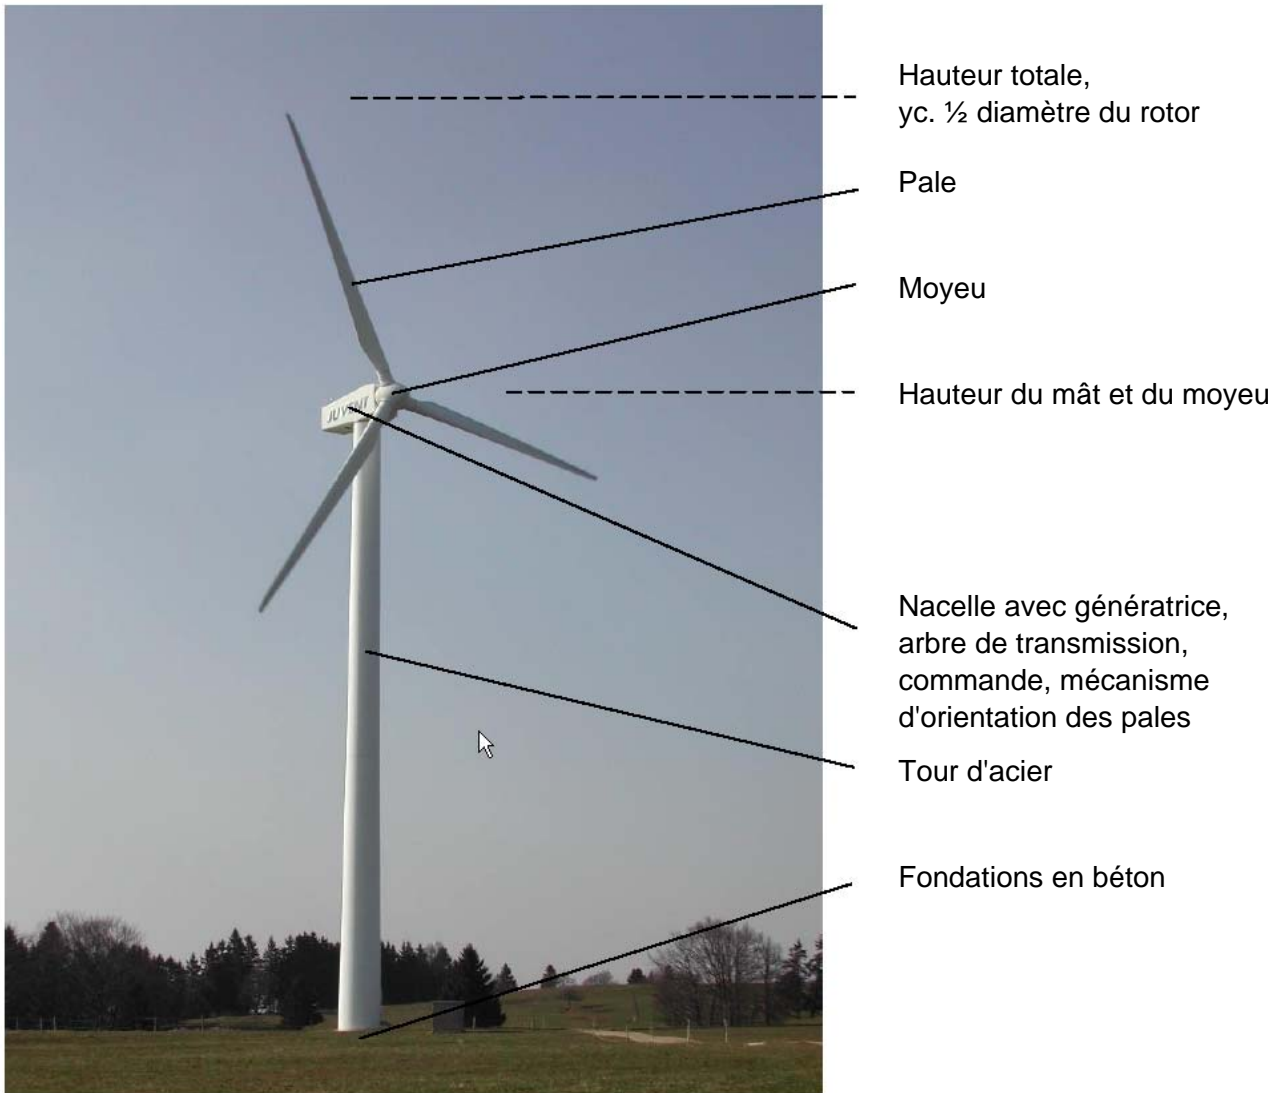 Hauteur totale,
yc. ½ diamètre du rotor
Pale
Moyeu
Hauteur du mât et du moyeu
JUVENT
Nacelle avec génératrice,
arbre de transmission,
commande, mécanisme
d'orientation des pales
Tour d'acier
Fondations en béton